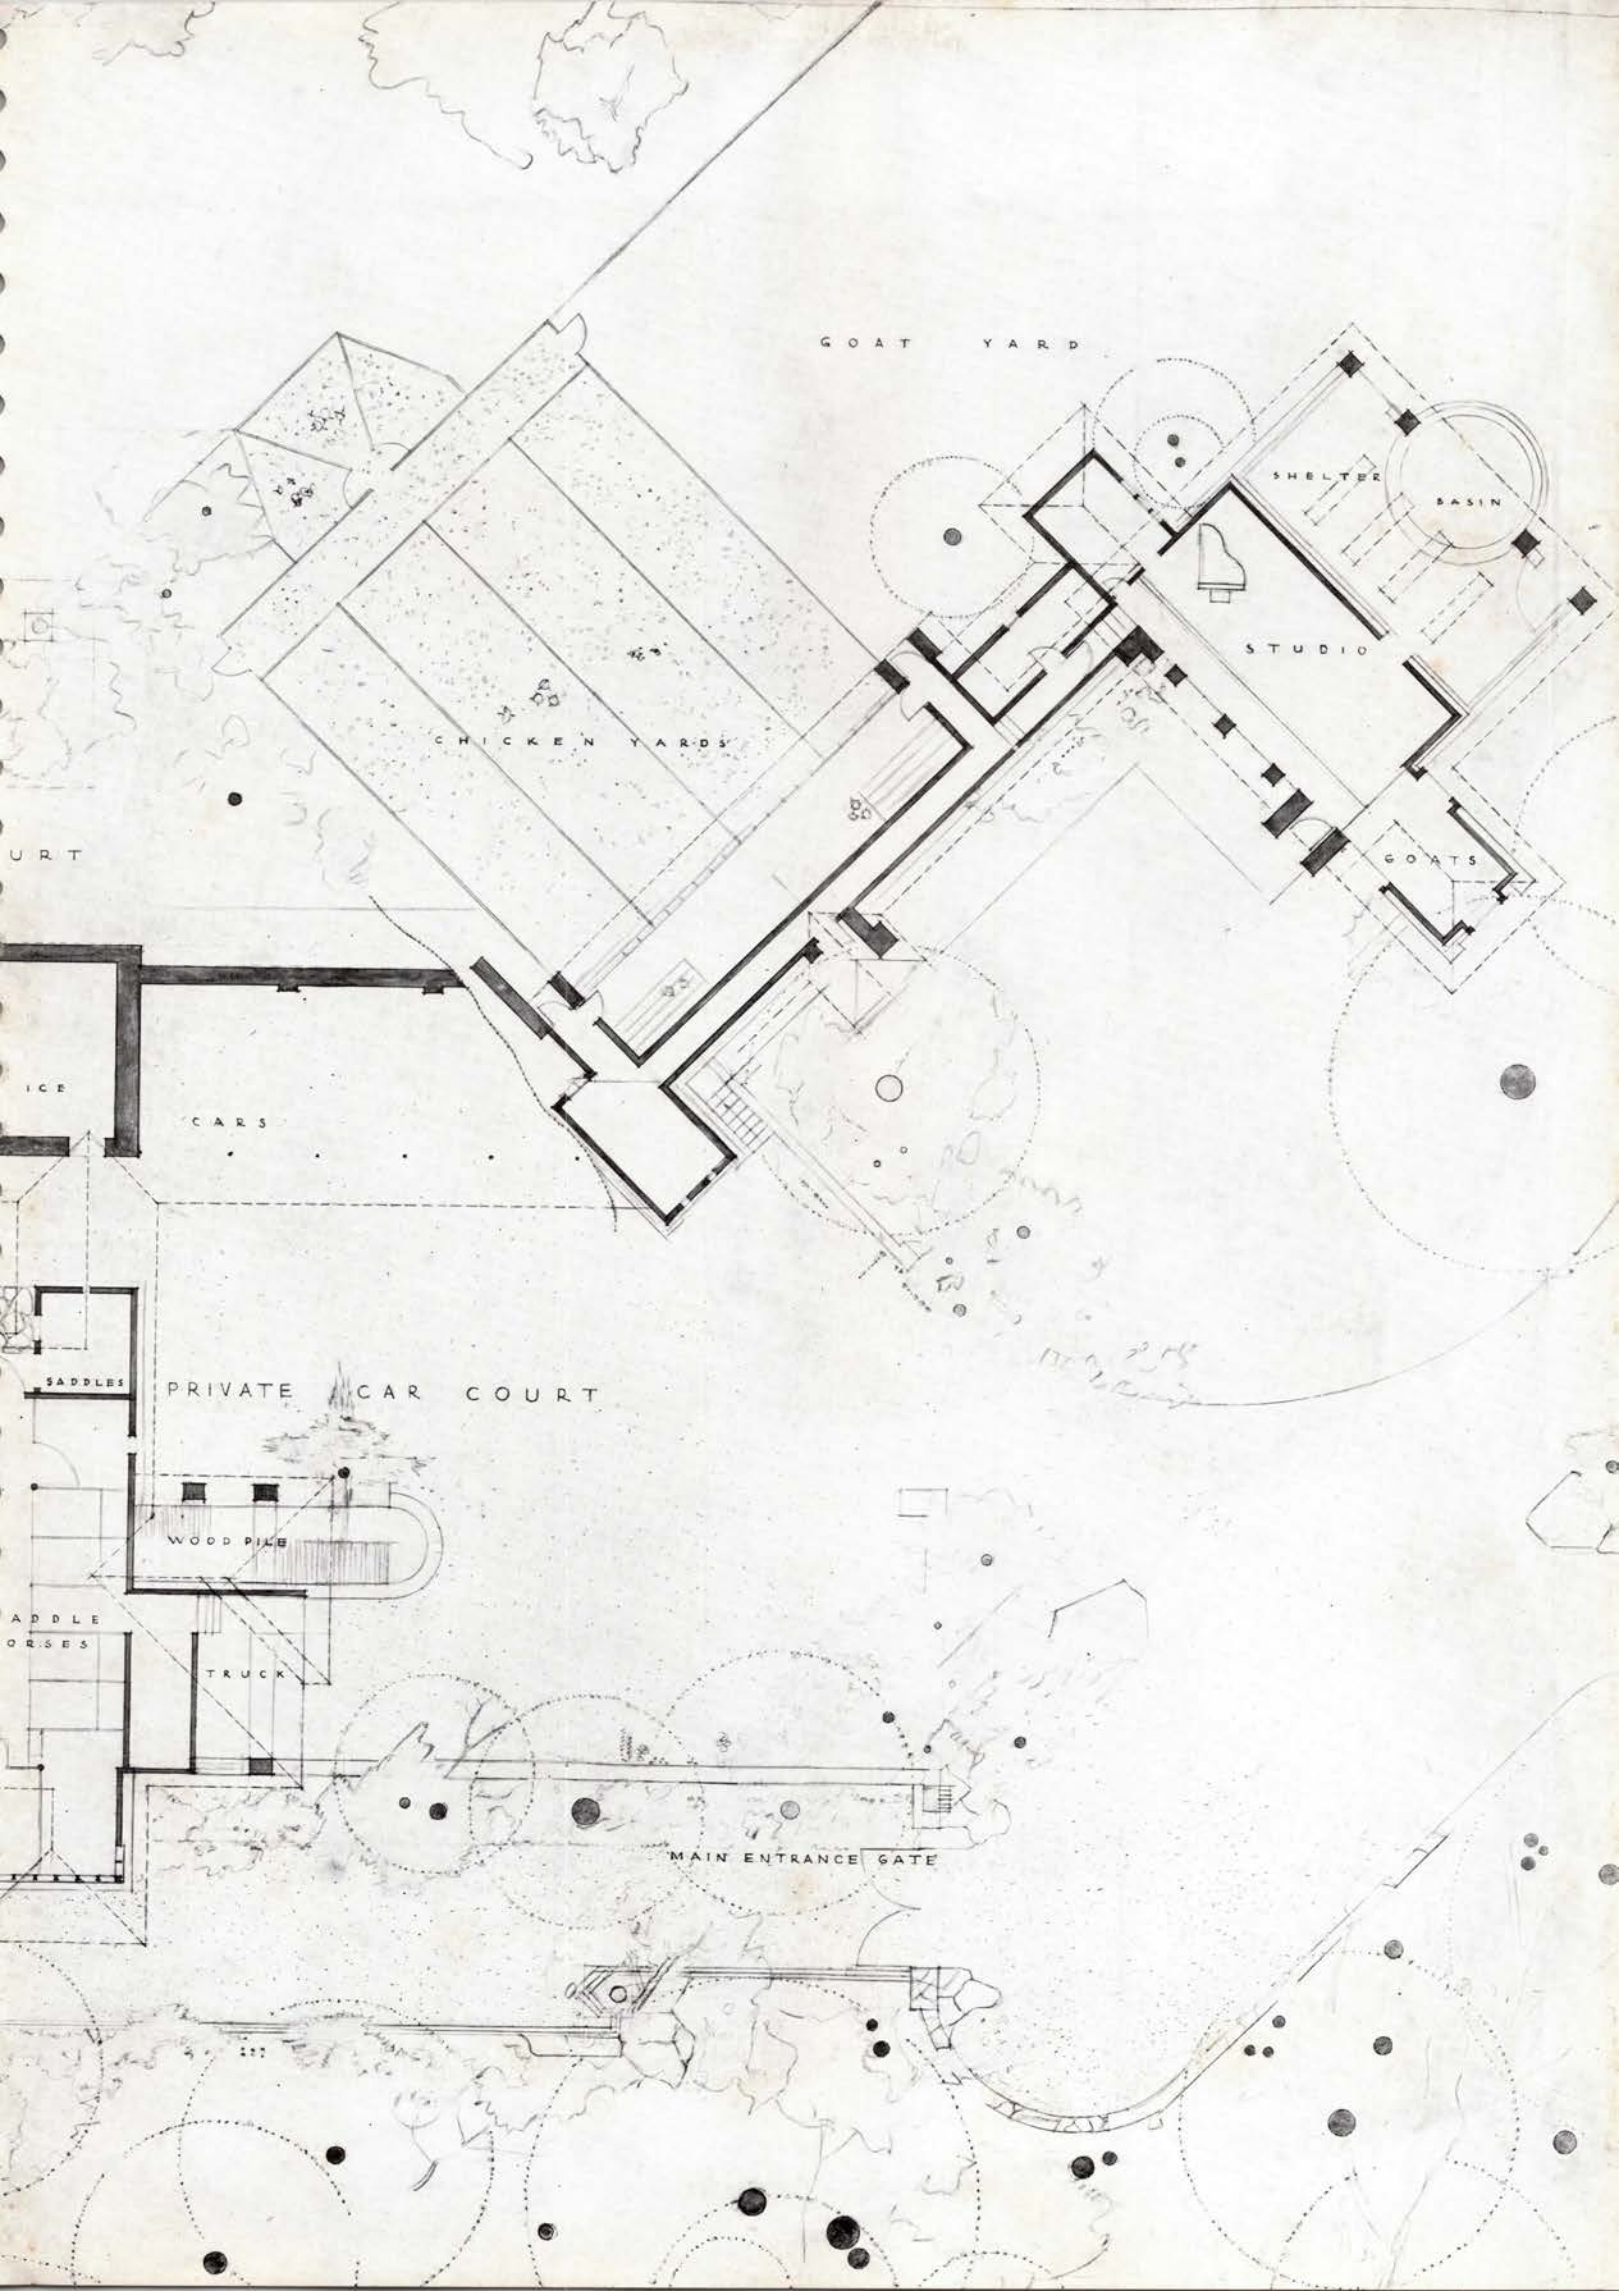 GOAT YARD
SHELTER
BASIN
STUDIO
CHICKEN YARDS
URT
GOATS
ICE
CARS
SADDLES
PRIVATE CAR COURT
WOOD PILE
ADDLE
ORSES
TRUCK
MAIN ENTRANCE GATE